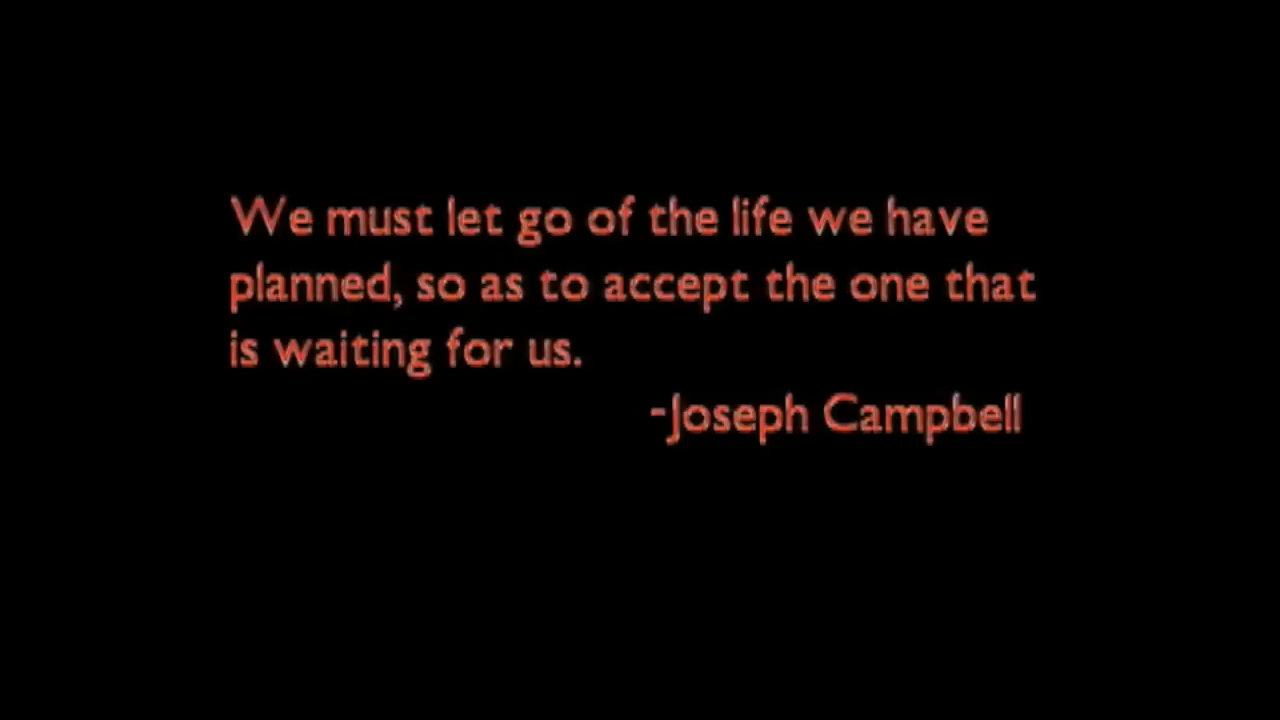 We must let go of the life we have
planned, so as to accept the one that
is waiting for us.
-Joseph Campbell